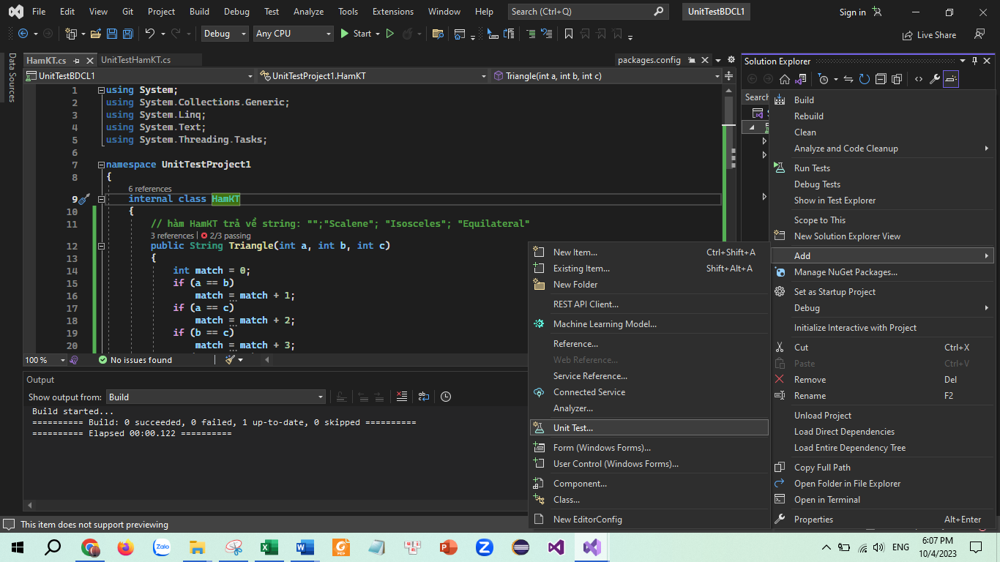 File Edit View Git Project Build Debug Test Analyze Tools Extensions Window Help Search (Ctrl+Q) UnitTestBDCL1 Sign in
Debug Any CPU Start Live Share
Data Sources
HamKT.cs UnitTestHamKT.cs packages.config
UnitTestBDCL1 UnitTestProject1.HamKT Triangle(int a, int b, int c)
1 using System;
2 using System.Collections.Generic;
3 using System.Linq;
4 using System.Text;
5 using System.Threading.Tasks;
6
7 namespace UnitTestProject1
8 {
6 references
9 internal class HamKT
10 {
11 // hàm HamKT trả về string: "";"Scalene"; "Isosceles"; "Equilateral"
3 references | 2/3 passing
12 public String Triangle(int a, int b, int c)
13 {
14 int match = 0;
15 if (a == b)
16 match = match + 1;
17 if (a == c)
18 match = match + 2;
19 if (b == c)
20 match = match + 3;
100 % No issues found
Output
Show output from: Build
Build started...
========== Build: 0 succeeded, 0 failed, 1 up-to-date, 0 skipped ==========
========== Elapsed 00:00.122 ==========
Solution Explorer
Search
Build
Rebuild
Clean
Analyze and Code Cleanup
Run Tests
Debug Tests
Show in Test Explorer
Scope to This
New Solution Explorer View
Add
Manage NuGet Packages...
Set as Startup Project
Debug
Initialize Interactive with Project
Cut Ctrl+X
Paste Ctrl+V
Remove Del
Rename F2
Unload Project
Load Direct Dependencies
Load Entire Dependency Tree
Copy Full Path
Open Folder in File Explorer
Open in Terminal
Properties Alt+Enter
New Item... Ctrl+Shift+A
Existing Item... Shift+Alt+A
New Folder
REST API Client...
Machine Learning Model...
Reference...
Web Reference...
Service Reference...
Connected Service
Analyzer...
Unit Test...
Form (Windows Forms)...
User Control (Windows Forms)...
Component...
Class...
New EditorConfig
This item does not support previewing
Zalo
ENG
6:07 PM
10/4/2023